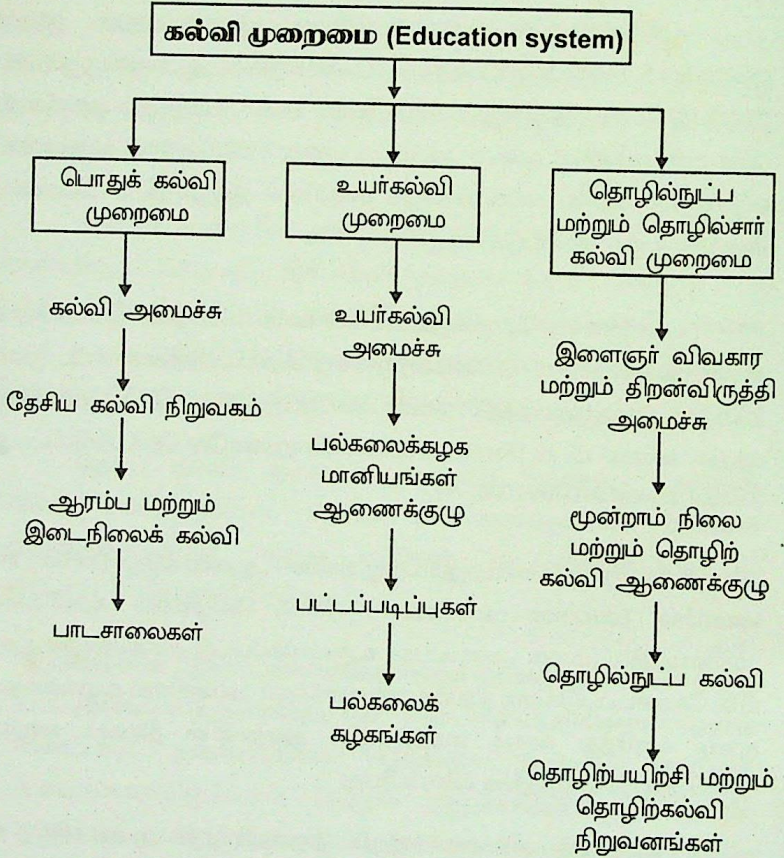 கல்வி முறைமை (Education system)
பொதுக் கல்வி
முறைமை
கல்வி அமைச்சு
தேசிய கல்வி நிறுவகம்
ஆரம்ப மற்றும்
இடைநிலைக் கல்வி
பாடசாலைகள்
உயர்கல்வி
முறைமை
உயர்கல்வி
அமைச்சு
பல்கலைக்கழக
மானியங்கள்
ஆணைக்குழு
பட்டப்படிப்புகள்
பல்கலைக்
கழகங்கள்
தொழில்நுட்ப
மற்றும் தொழில்சார்
கல்வி முறைமை
இளைஞர் விவகார
மற்றும் திறன்விருத்தி
அமைச்சு
மூன்றாம் நிலை
மற்றும் தொழிற்
கல்வி ஆணைக்குழு
தொழில்நுட்ப கல்வி
தொழிற்பயிற்சி மற்றும்
தொழிற்கல்வி
நிறுவனங்கள்